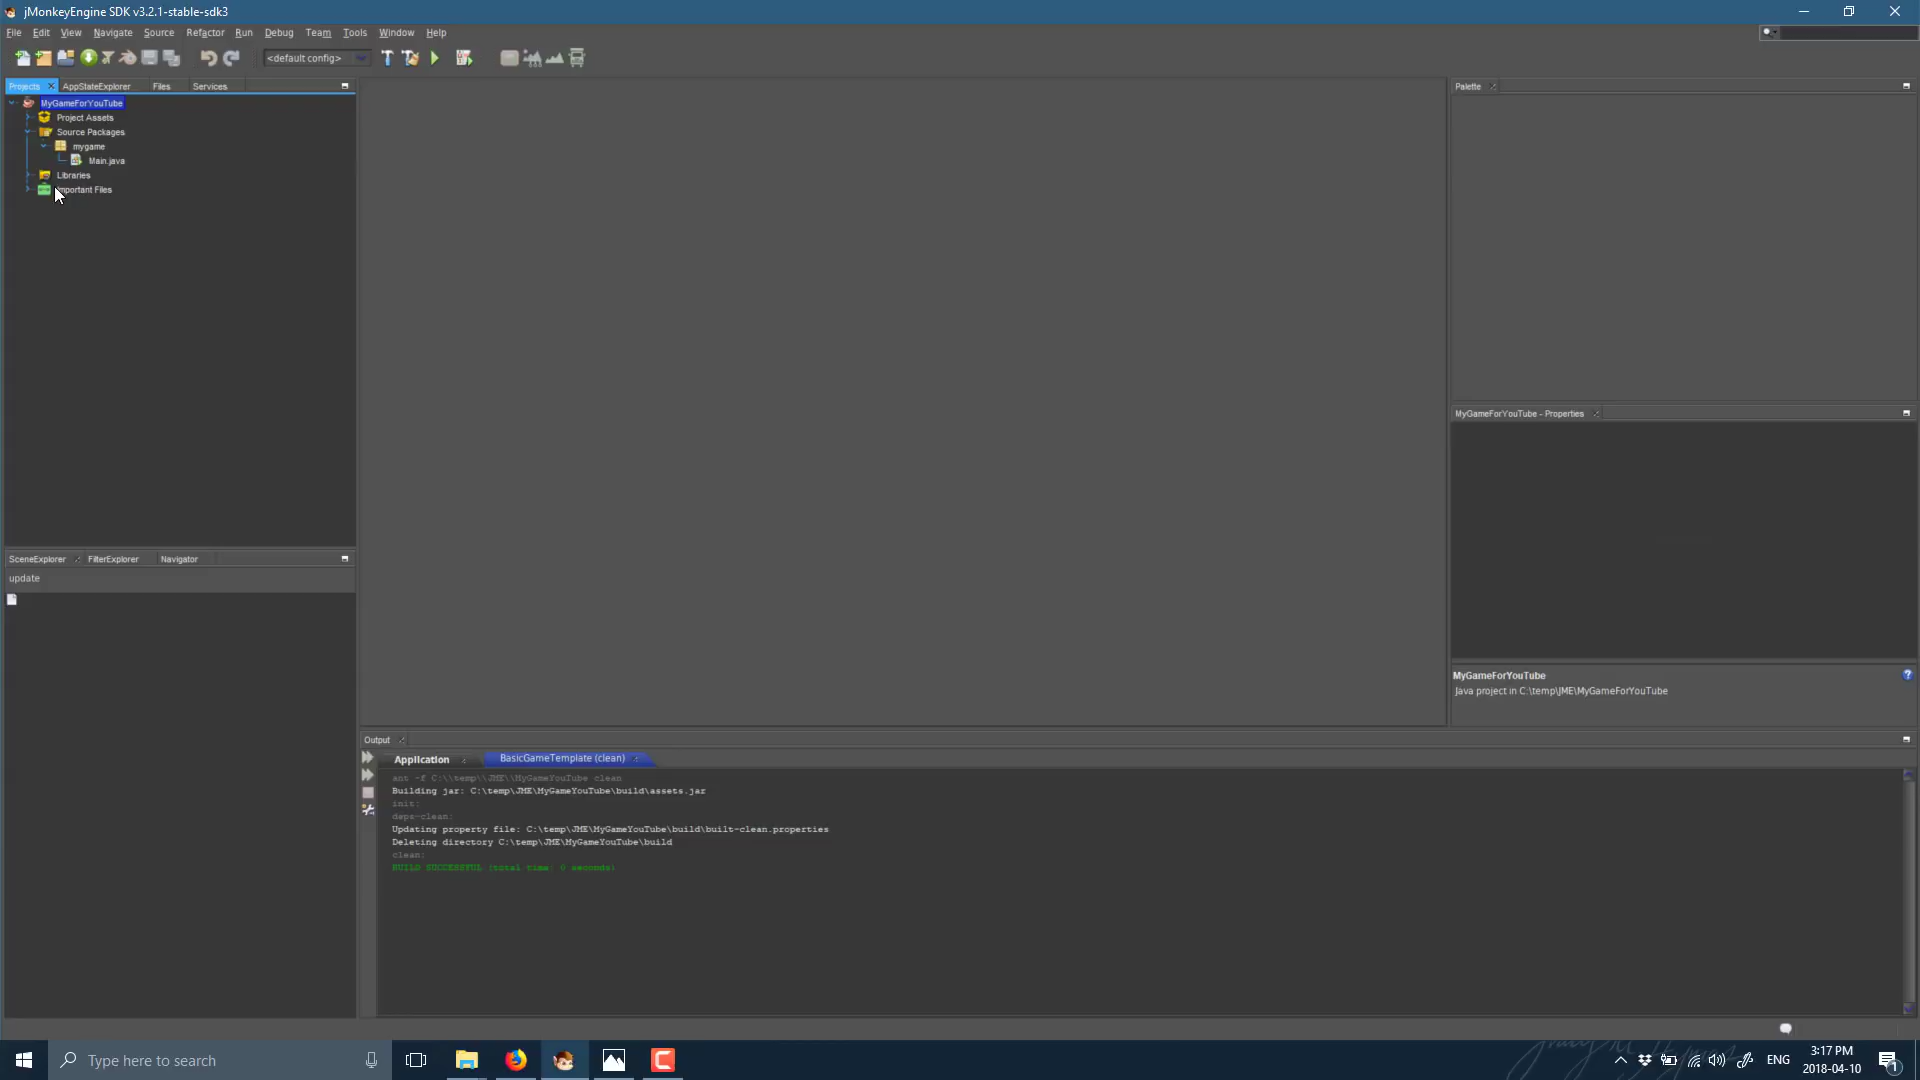 jMonkeyEngine SDK v3.2.1-stable-sdk3
File Edit View Navigate Source Refactor Run Debug Team Tools Window Help
<default config>
Projects AppStateExplorer Files Services
MyGameForYouTube
Project Assets
Source Packages
mygame
Main.java
Libraries
Important Files
SceneExplorer FilterExplorer Navigator
update
Palette
MyGameForYouTube - Properties
MyGameForYouTube
Java project in C:\temp\JME\MyGameForYouTube
Output
Application BasicGameTemplate (clean)
ant -f C:\\temp\\JME\\MyGameYouTube clean
Building jar: C:\temp\JME\MyGameYouTube\build\assets.jar
init:
deps-clean:
Updating property file: C:\temp\JME\MyGameYouTube\build\built-clean.properties
Deleting directory C:\temp\JME\MyGameYouTube\build
clean:
BUILD SUCCESSFUL (total time: 0 seconds)
Type here to search
ENG
3:17 PM
2018-04-10
1